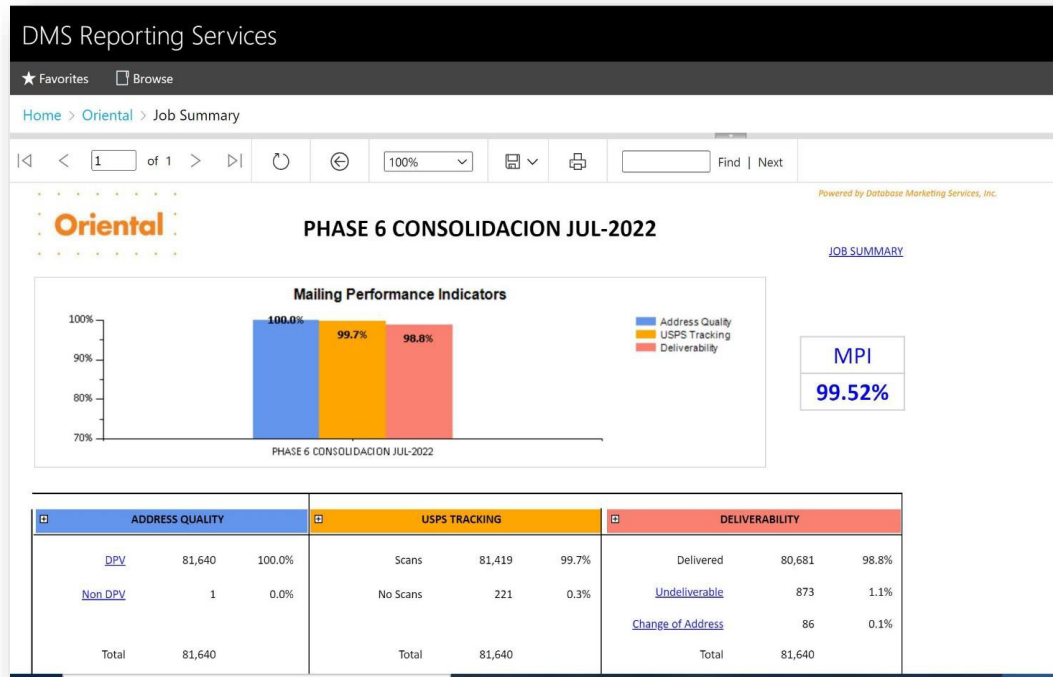 DMS Reporting Services
Favorites Browse
Home > Oriental > Job Summary
1 of 1 100% Find | Next
Powered by Database Marketing Services, Inc.
Oriental
PHASE 6 CONSOLIDACION JUL-2022
JOB SUMMARY
Mailing Performance Indicators
100%
90%
80%
70%
100.0%
99.7%
98.8%
PHASE 6 CONSOLIDACION JUL-2022
Address Quality
USPS Tracking
Deliverability
MPI
99.52%
ADDRESS QUALITY USPS TRACKING DELIVERABILITY
DPV 81,640 100.0% Scans 81,419 99.7% Delivered 80,681 98.8%
Non DPV 1 0.0% No Scans 221 0.3% Undeliverable 873 1.1%
Change of Address 86 0.1%
Total 81,640 Total 81,640 Total 81,640